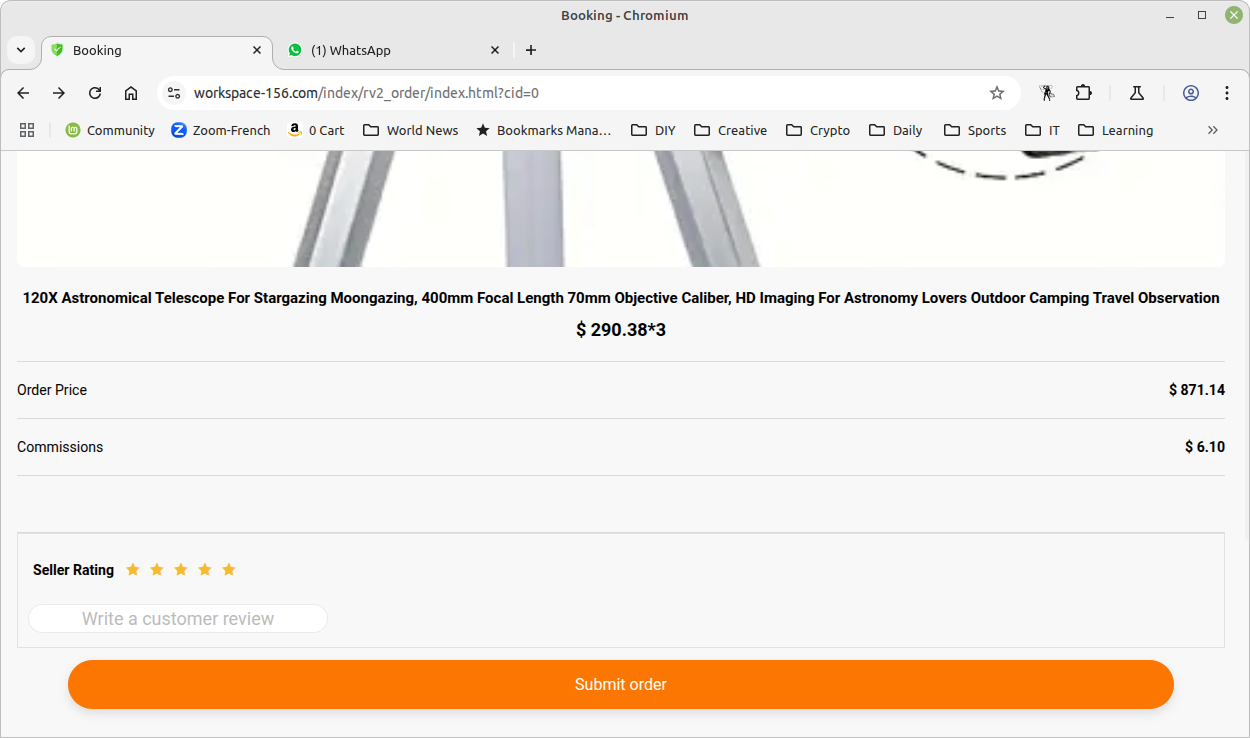 Booking - Chromium
Booking
(1) WhatsApp
workspace-156.com/index/rv2_order/index.html?cid=0
Community
Zoom-French
0 Cart
World News
Bookmarks Mana...
DIY
Creative
Crypto
Daily
Sports
IT
Learning
120X Astronomical Telescope For Stargazing Moongazing, 400mm Focal Length 70mm Objective Caliber, HD Imaging For Astronomy Lovers Outdoor Camping Travel Observation
$ 290.38*3
Order Price $ 871.14
Commissions $ 6.10
Seller Rating
Write a customer review
Submit order